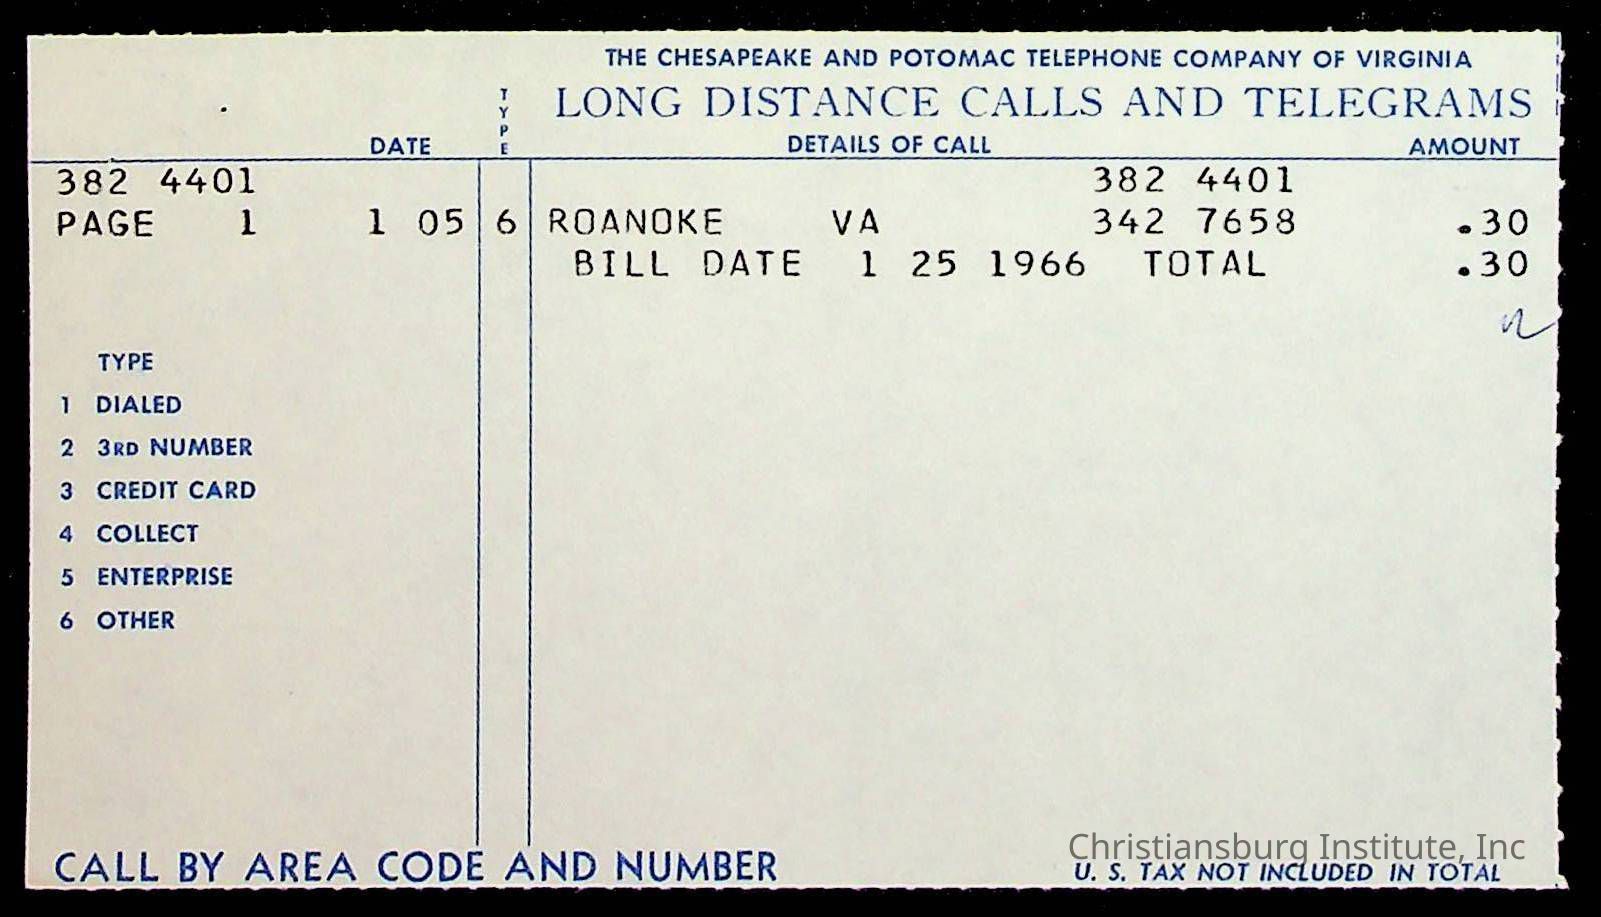 THE CHESAPEAKE AND POTOMAC TELEPHONE COMPANY OF VIRGINIA
LONG DISTANCE CALLS AND TELEGRAMS
DATE TYPE DETAILS OF CALL AMOUNT
382 4401 382 4401
PAGE 1 1 05 6 ROANOKE VA 342 7658 .30
BILL DATE 1 25 1966 TOTAL .30
TYPE
1 DIALED
2 3RD NUMBER
3 CREDIT CARD
4 COLLECT
5 ENTERPRISE
6 OTHER
Christiansburg Institute, Inc
CALL BY AREA CODE AND NUMBER U. S. TAX NOT INCLUDED IN TOTAL